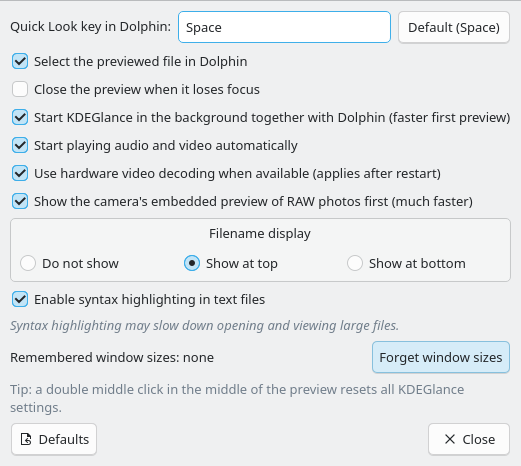 Quick Look key in Dolphin: Space Default (Space)
Select the previewed file in Dolphin
Close the preview when it loses focus
Start KDEGlance in the background together with Dolphin (faster first preview)
Start playing audio and video automatically
Use hardware video decoding when available (applies after restart)
Show the camera's embedded preview of RAW photos first (much faster)
Filename display
Do not show Show at top Show at bottom
Enable syntax highlighting in text files
Syntax highlighting may slow down opening and viewing large files.
Remembered window sizes: none Forget window sizes
Tip: a double middle click in the middle of the preview resets all KDEGlance
settings.
Defaults Close